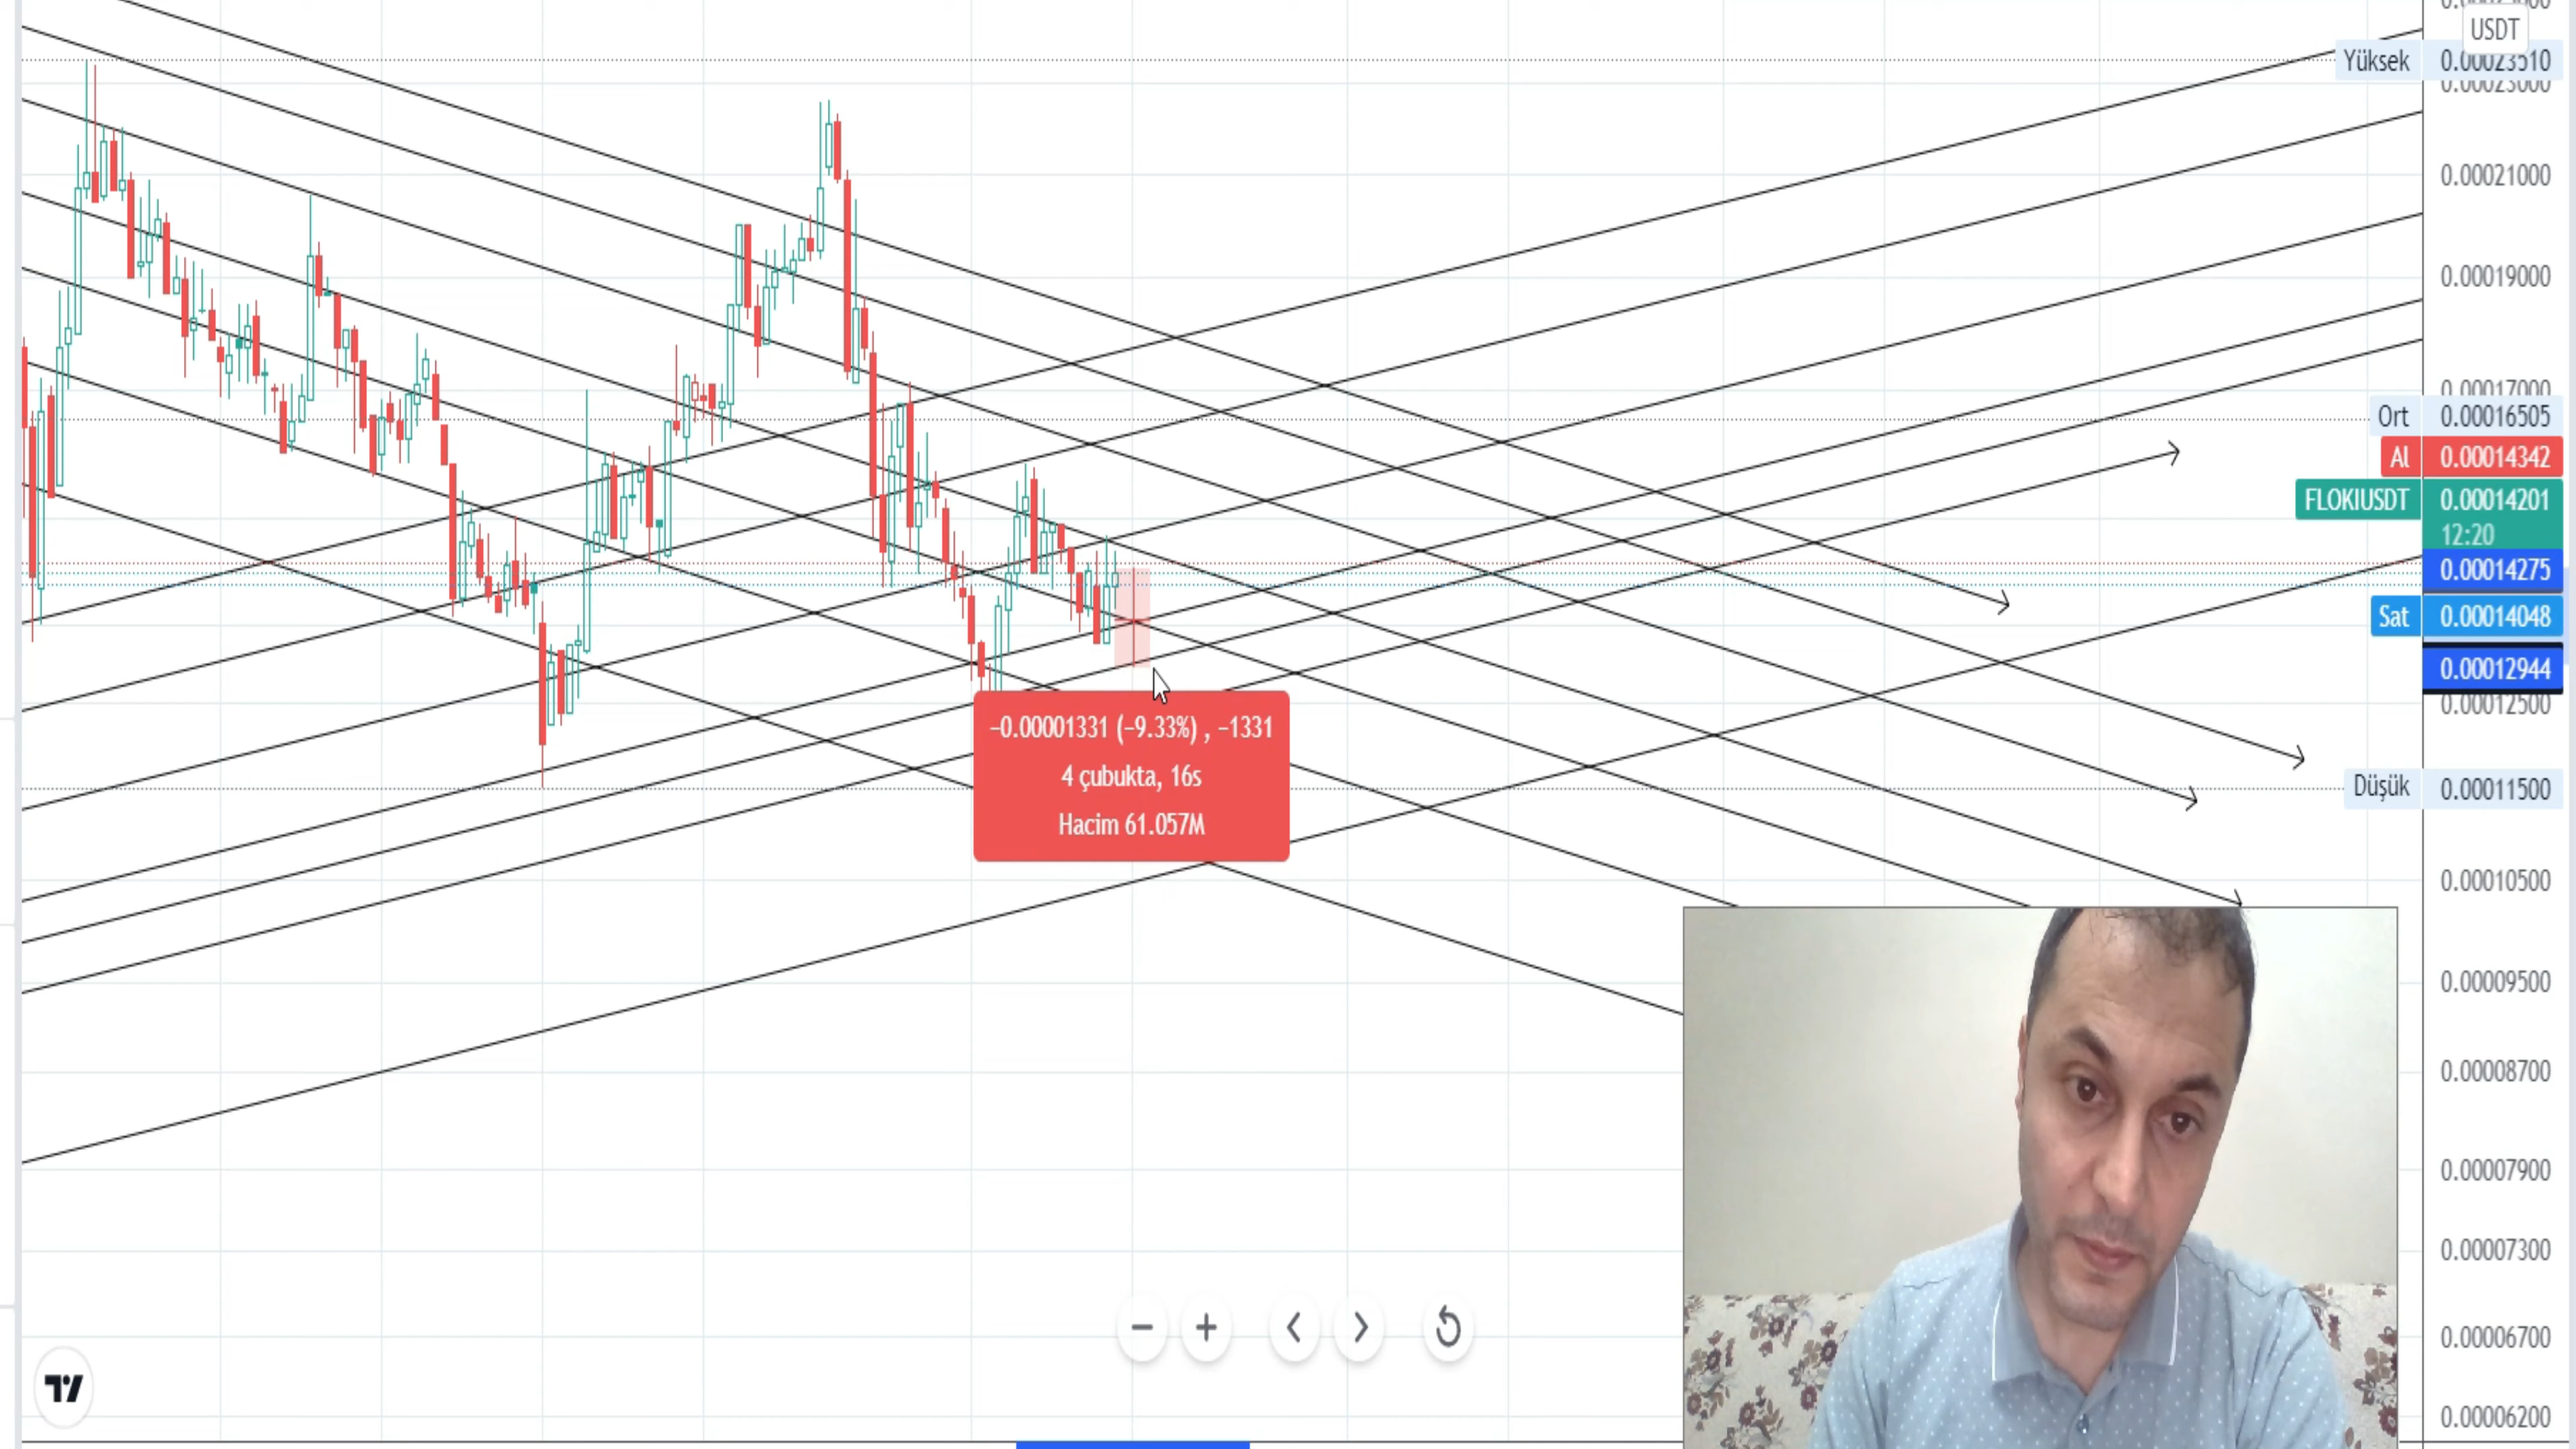 USDT
Yüksek 0.00023510
0.00023000
0.00021000
0.00019000
0.00017000
Ort 0.00016505
Al 0.00014342
FLOKIUSDT 0.00014201
12:20
0.00014275
Sat 0.00014048
0.00012944
0.00012500
−0.00001331 (−9.33%) , −1331
4 çubukta, 16s
Hacim 61.057M
Düşük 0.00011500
0.00010500
0.00009500
0.00008700
0.00007900
0.00007300
0.00006700
0.00006200